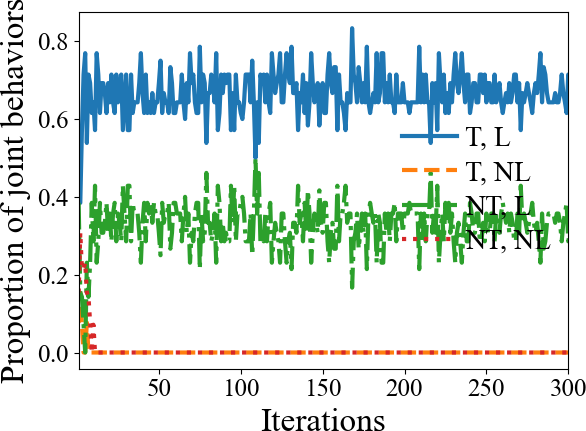 Proportion of joint behaviors
0.8
0.6
0.4
0.2
0.0
T, L
T, NL
NT, L
NT, NL
50
100
150
200
250
300
Iterations